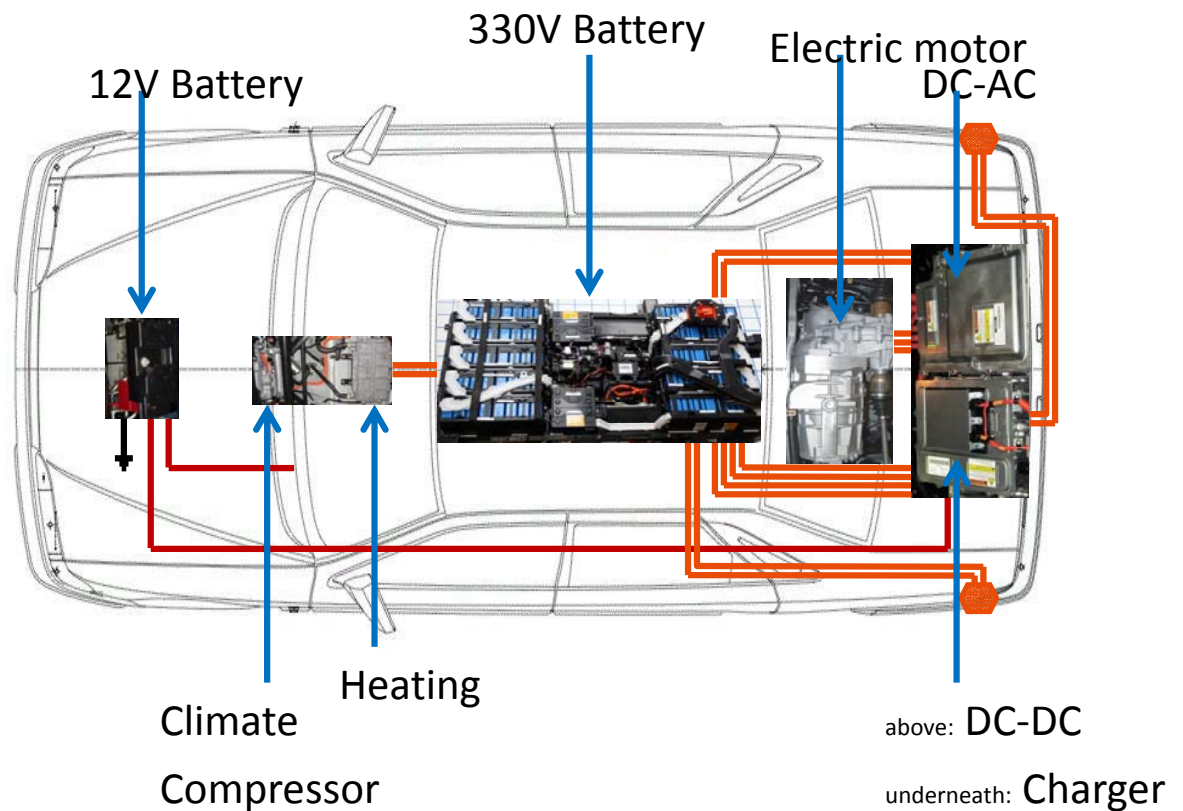 330V Battery
Electric motor
12V Battery
DC-AC
Heating
Climate
Compressor
above: DC-DC
underneath: Charger